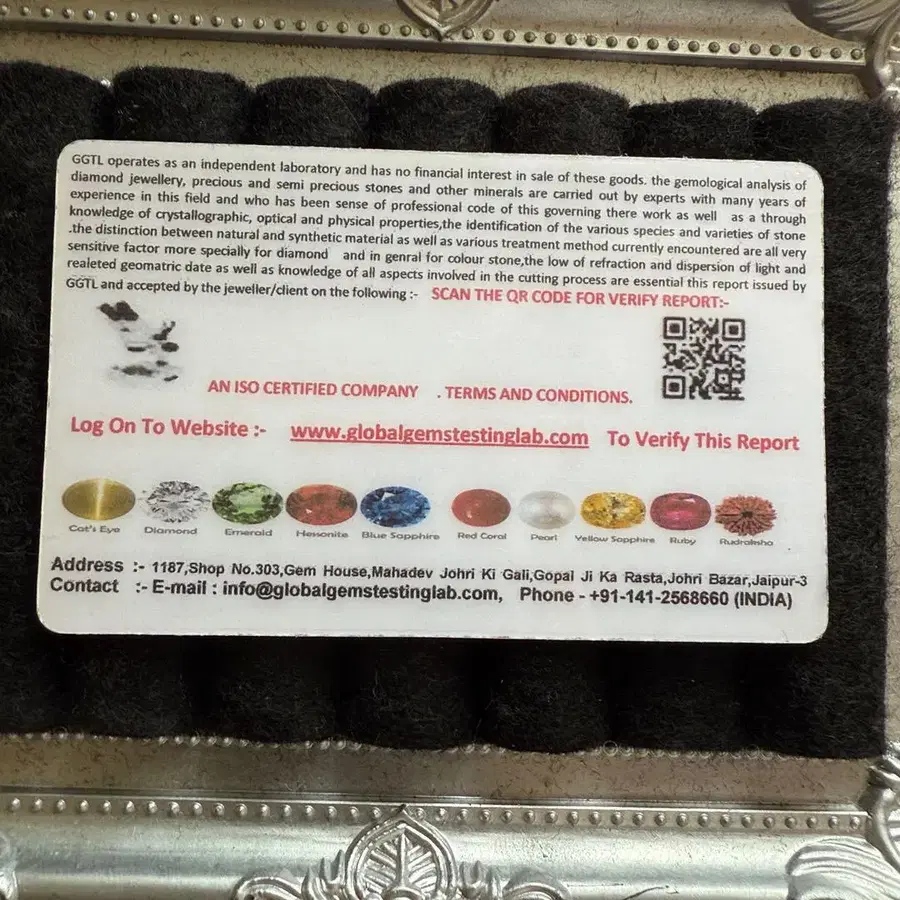 GGTL operates as an independent laboratory and has no financial interest in sale of these goods. the gemological analysis of
diamond jewellery, precious and semi precious stones and other minerals are carried out by experts with many years of
experience in this field and who has been sense of professional code of this governing there work as well as a through
knowledge of crystallographic, optical and physical properties,the identification of the various species and varieties of stone
.the distinction between natural and synthetic material as well as various treatment method currently encountered are all very
sensitive factor more specially for diamond and in genral for colour stone,the low of refraction and dispersion of light and
realeted geomatric date as well as knowledge of all aspects involved in the cutting process are essential this report issued by
GGTL and accepted by the jeweller/client on the following :- SCAN THE QR CODE FOR VERIFY REPORT:-
AN ISO CERTIFIED COMPANY . TERMS AND CONDITIONS.
Log On To Website :- www.globalgemstestinglab.com To Verify This Report
Cat's Eye Diamond Emerald Hessonite Blue Sapphire Red Coral Pearl Yellow Sapphire Ruby Rudraksha
Address :- 1187,Shop No.303,Gem House,Mahadev Johri Ki Gali,Gopal Ji Ka Rasta,Johri Bazar,Jaipur-3
Contact :- E-mail : info@globalgemstestinglab.com, Phone - +91-141-2568660 (INDIA)